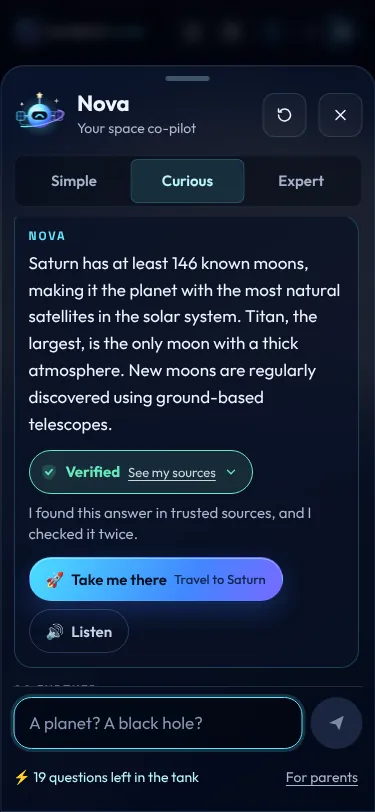 Nova
Your space co-pilot
Simple
Curious
Expert
NOVA
Saturn has at least 146 known moons,
making it the planet with the most natural
satellites in the solar system. Titan, the
largest, is the only moon with a thick
atmosphere. New moons are regularly
discovered using ground-based
telescopes.
Verified See my sources
I found this answer in trusted sources, and I
checked it twice.
🚀 Take me there Travel to Saturn
🔊 Listen
A planet? A black hole?
⚡ 19 questions left in the tank
For parents